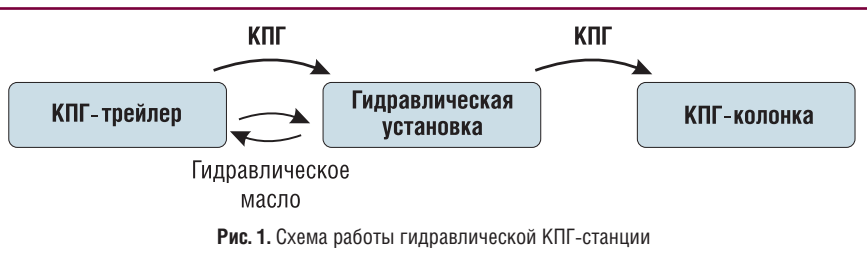 КПГ
КПГ
КПГ-трейлер
Гидравлическая
установка
КПГ-колонка
Гидравлическое
масло
Рис. 1. Схема работы гидравлической КПГ-станции